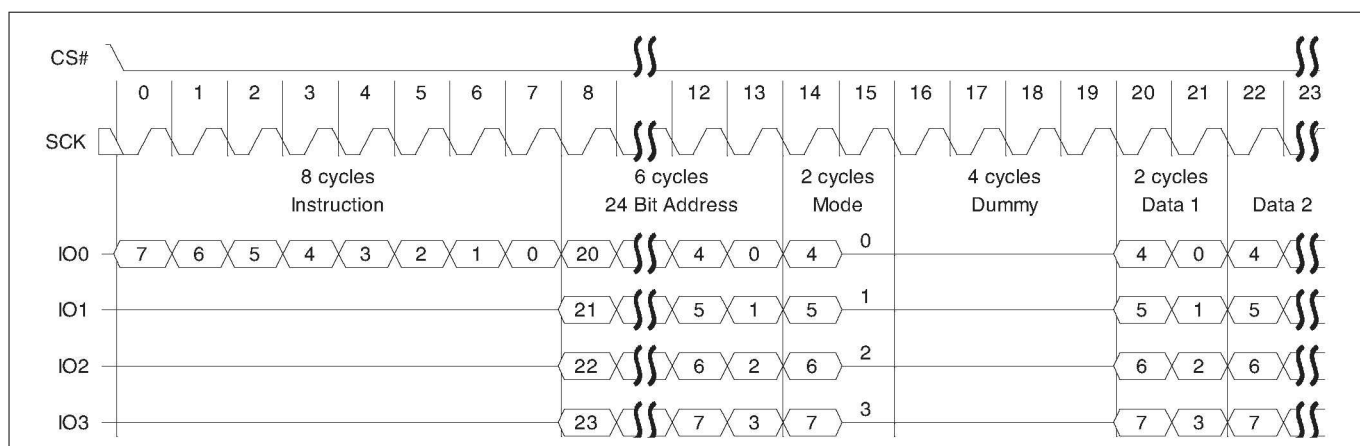 CS#
0 1 2 3 4 5 6 7 8 12 13 14 15 16 17 18 19 20 21 22 23
SCK
8 cycles 6 cycles 2 cycles 4 cycles 2 cycles
Instruction 24 Bit Address Mode Dummy Data 1 Data 2
IO0 7 6 5 4 3 2 1 0 20 4 0 4 0 4 0 4
IO1 21 5 1 5 1 5 1 5
IO2 22 6 2 6 2 6 2 6
IO3 23 7 3 7 3 7 3 7